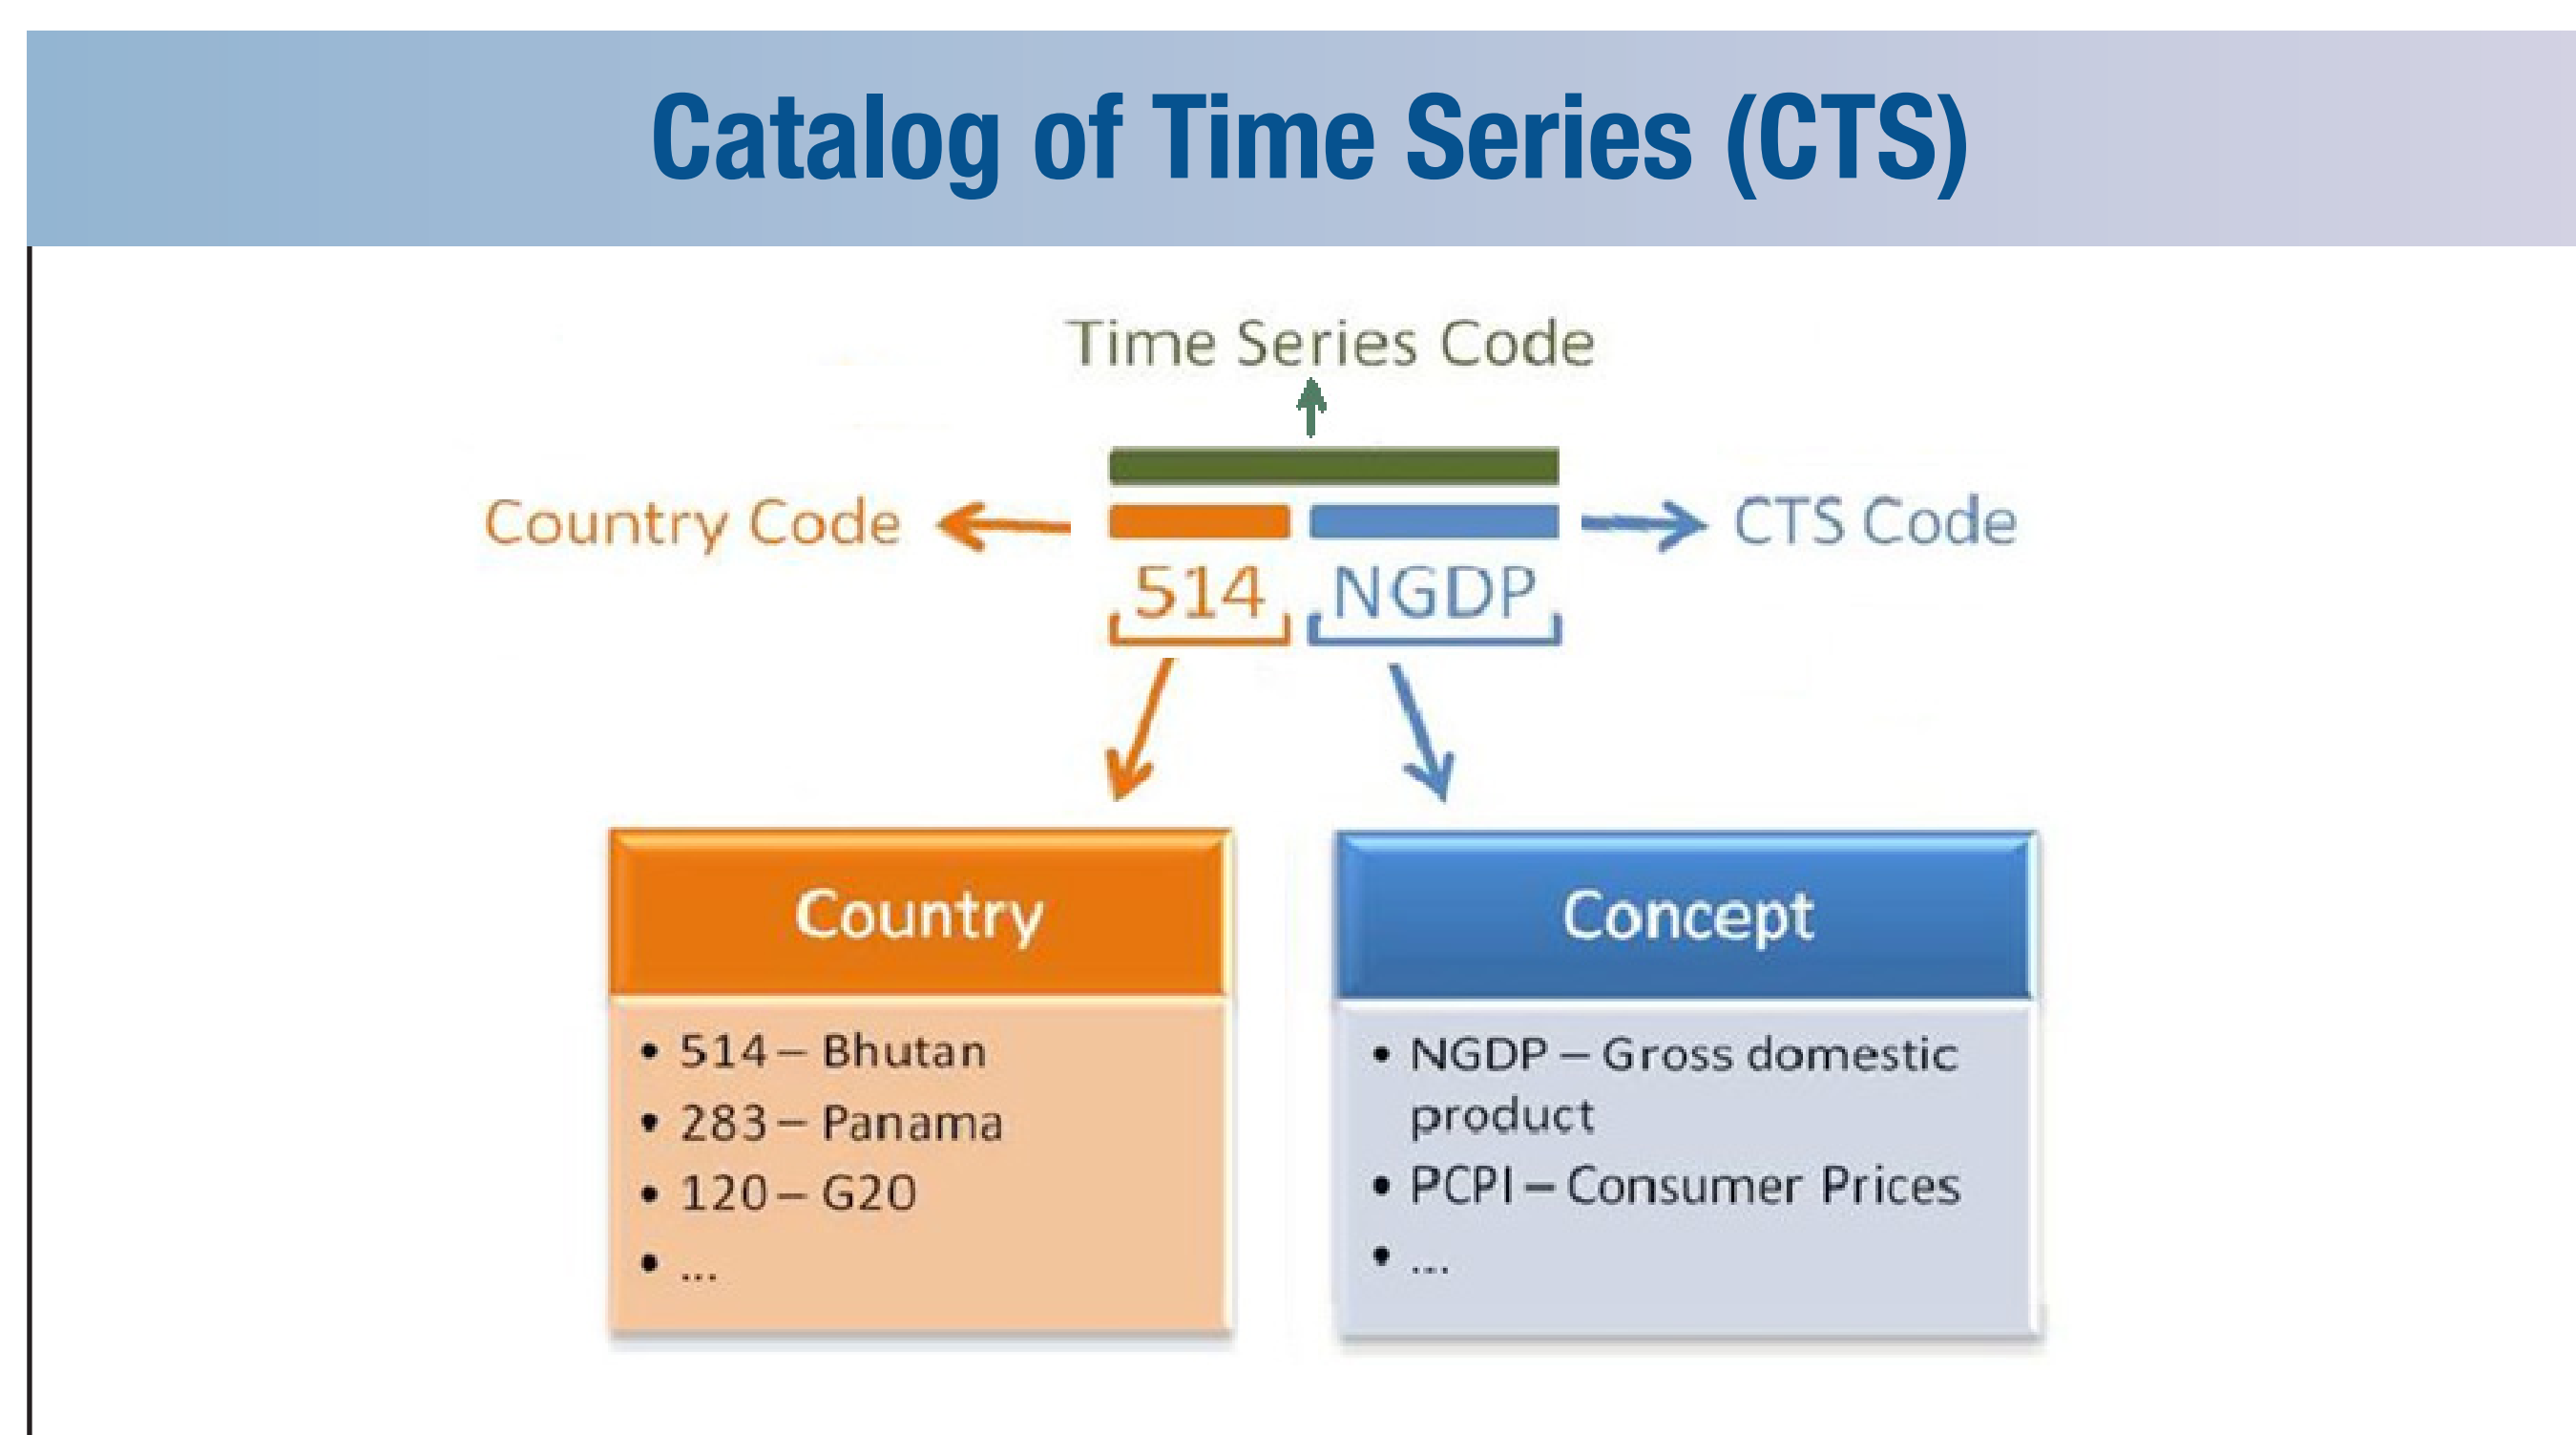 Catalog of Time Series (CTS)
Time Series Code
Country Code
CTS Code
514 NGDP
Country
• 514 – Bhutan
• 283 – Panama
• 120 – G20
• ...
Concept
• NGDP – Gross domestic
product
• PCPI – Consumer Prices
• ...